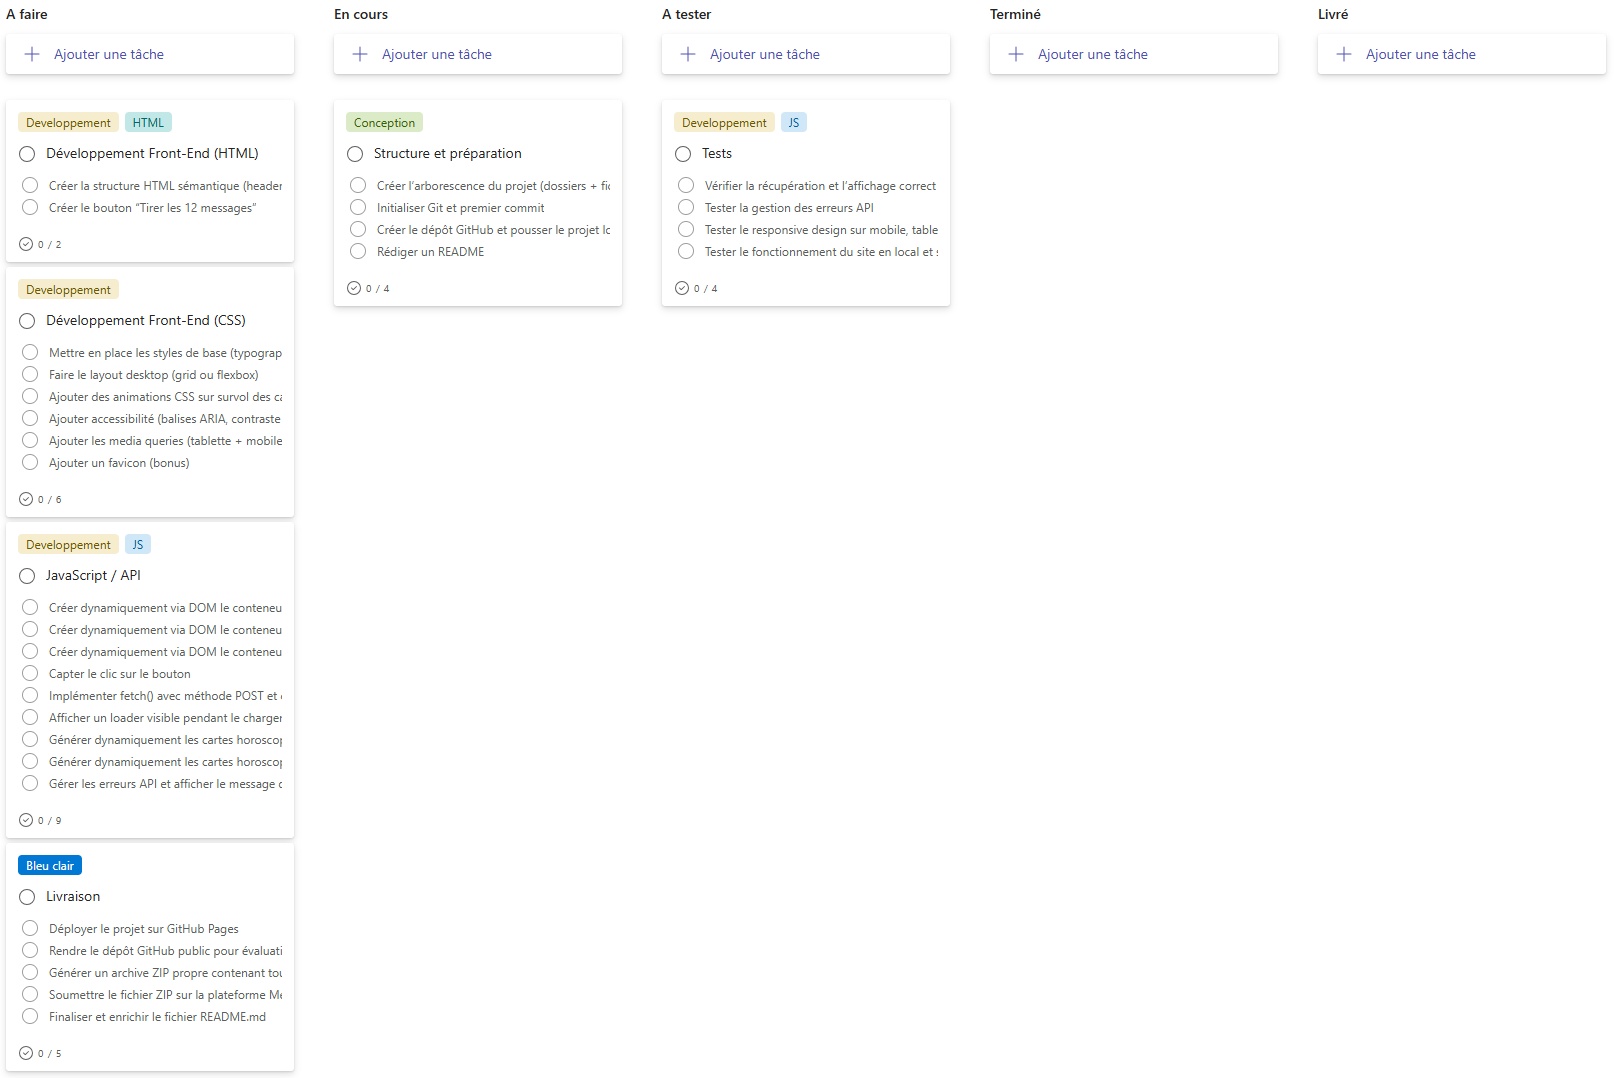 A faire
Ajouter une tâche
Developpement HTML
Développement Front-End (HTML)
Créer la structure HTML sémantique (header
Créer le bouton “Tirer les 12 messages”
0 / 2
Developpement
Développement Front-End (CSS)
Mettre en place les styles de base (typograp
Faire le layout desktop (grid ou flexbox)
Ajouter des animations CSS sur survol des ca
Ajouter accessibilité (balises ARIA, contraste
Ajouter les media queries (tablette + mobile
Ajouter un favicon (bonus)
0 / 6
Developpement JS
JavaScript / API
Créer dynamiquement via DOM le conteneu
Créer dynamiquement via DOM le conteneu
Créer dynamiquement via DOM le conteneu
Capter le clic sur le bouton
Implémenter fetch() avec méthode POST et
Afficher un loader visible pendant le charger
Générer dynamiquement les cartes horoscop
Générer dynamiquement les cartes horoscop
Gérer les erreurs API et afficher le message
0 / 9
Bleu clair
Livraison
Déployer le projet sur GitHub Pages
Rendre le dépôt GitHub public pour évaluati
Générer un archive ZIP propre contenant tou
Soumettre le fichier ZIP sur la plateforme Me
Finaliser et enrichir le fichier README.md
0 / 5
En cours
Ajouter une tâche
Conception
Structure et préparation
Créer l’arborescence du projet (dossiers + fic
Initialiser Git et premier commit
Créer le dépôt GitHub et pousser le projet lo
Rédiger un README
0 / 4
A tester
Ajouter une tâche
Developpement JS
Tests
Vérifier la récupération et l’affichage correct
Tester la gestion des erreurs API
Tester le responsive design sur mobile, table
Tester le fonctionnement du site en local et
0 / 4
Terminé
Ajouter une tâche
Livré
Ajouter une tâche